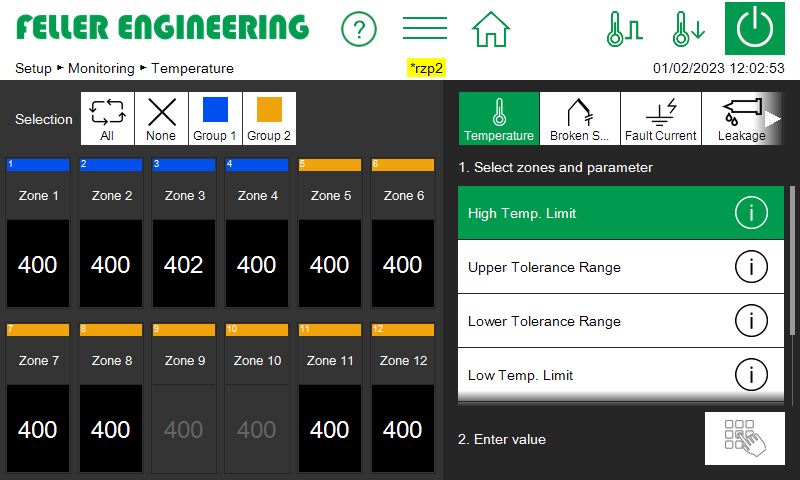 FELLER ENGINEERING
?
Setup ▸ Monitoring ▸ Temperature
*rzp2
01/02/2023 12:02:53
Selection
All
None
Group 1
Group 2
1 2 3 4 5 6
Zone 1 Zone 2 Zone 3 Zone 4 Zone 5 Zone 6
400 400 402 400 400 400
7 8 9 10 11 12
Zone 7 Zone 8 Zone 9 Zone 10 Zone 11 Zone 12
400 400 400 400 400 400
Temperature
Broken S...
Fault Current
Leakage
1. Select zones and parameter
High Temp. Limit i
Upper Tolerance Range i
Lower Tolerance Range i
Low Temp. Limit i
2. Enter value